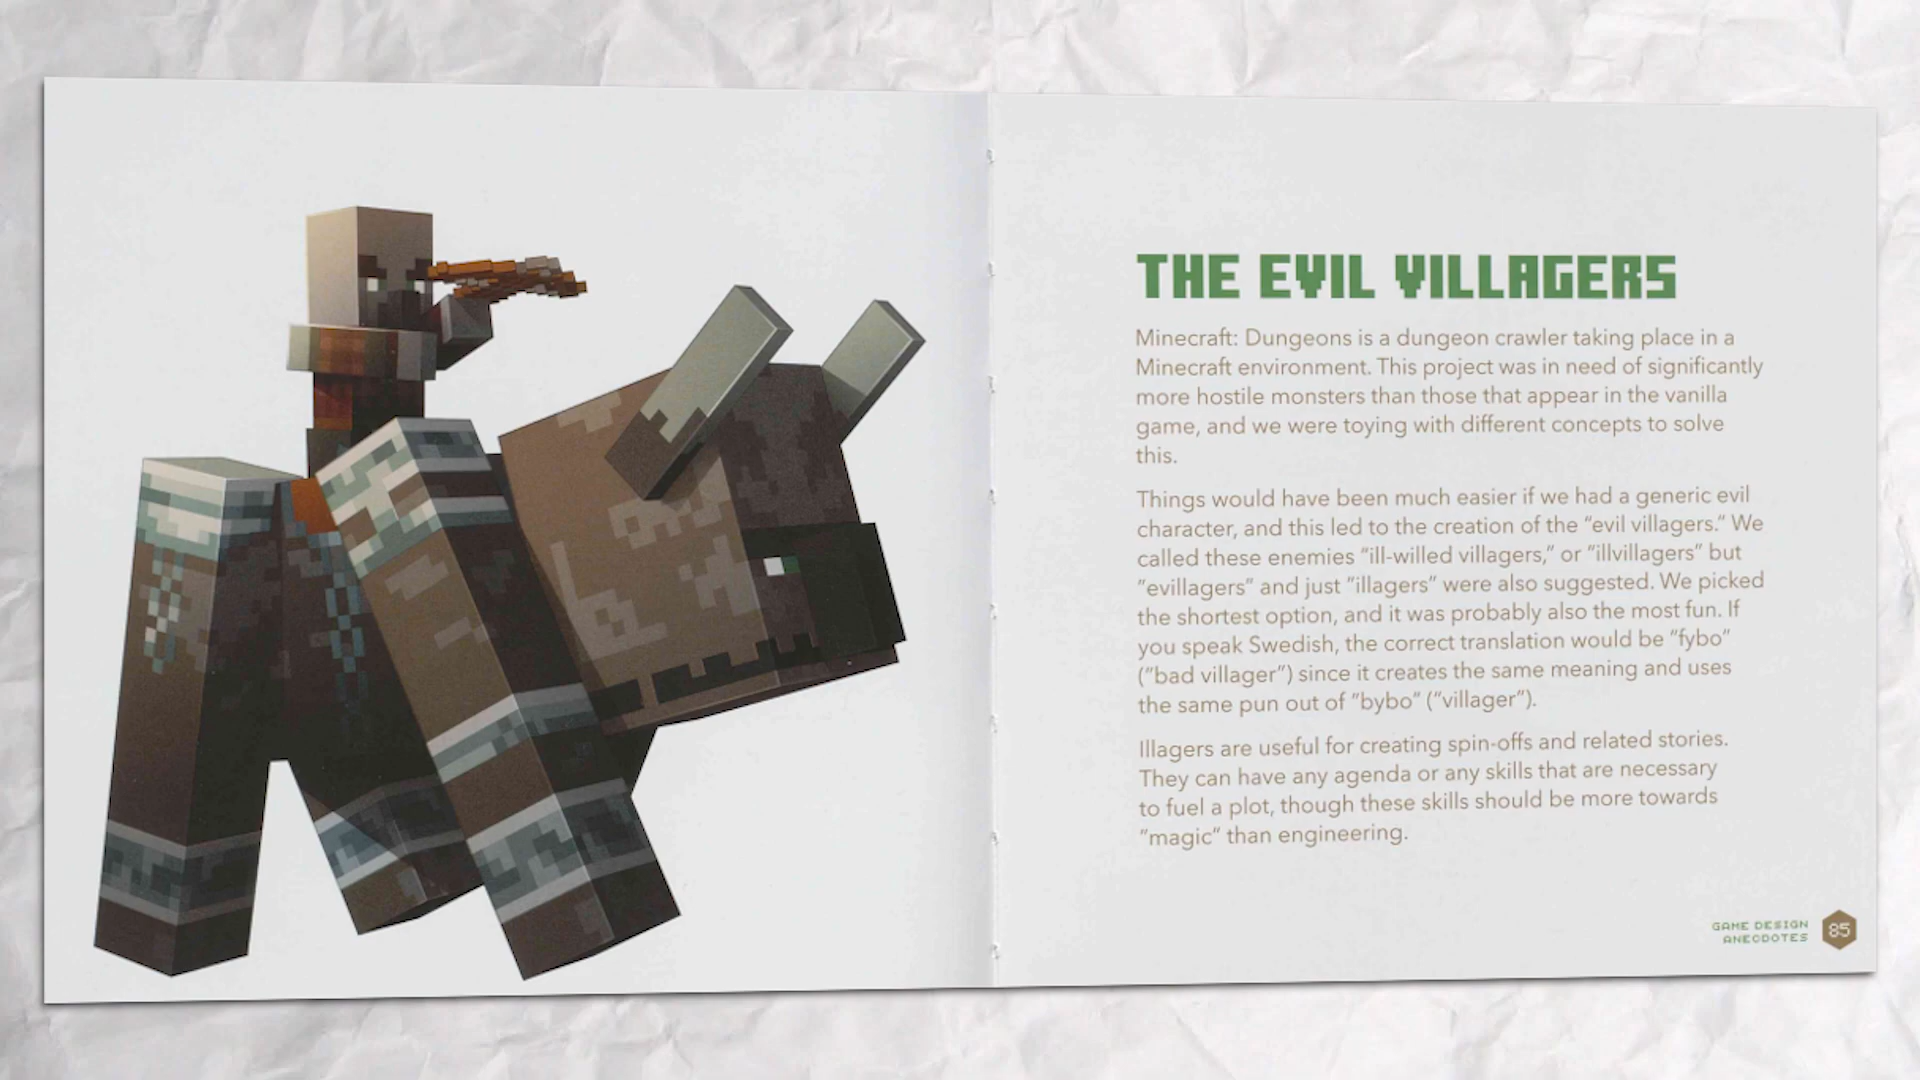 THE EVIL VILLAGERS
Minecraft: Dungeons is a dungeon crawler taking place in a
Minecraft environment. This project was in need of significantly
more hostile monsters than those that appear in the vanilla
game, and we were toying with different concepts to solve
this.
Things would have been much easier if we had a generic evil
character, and this led to the creation of the “evil villagers.” We
called these enemies “ill-willed villagers,” or “illvillagers” but
“evillagers” and just “illagers” were also suggested. We picked
the shortest option, and it was probably also the most fun. If
you speak Swedish, the correct translation would be “fybo”
(“bad villager”) since it creates the same meaning and uses
the same pun out of “bybo” (“villager”).
Illagers are useful for creating spin-offs and related stories.
They can have any agenda or any skills that are necessary
to fuel a plot, though these skills should be more towards
“magic” than engineering.
GAME DESIGN
ANECDOTES
85